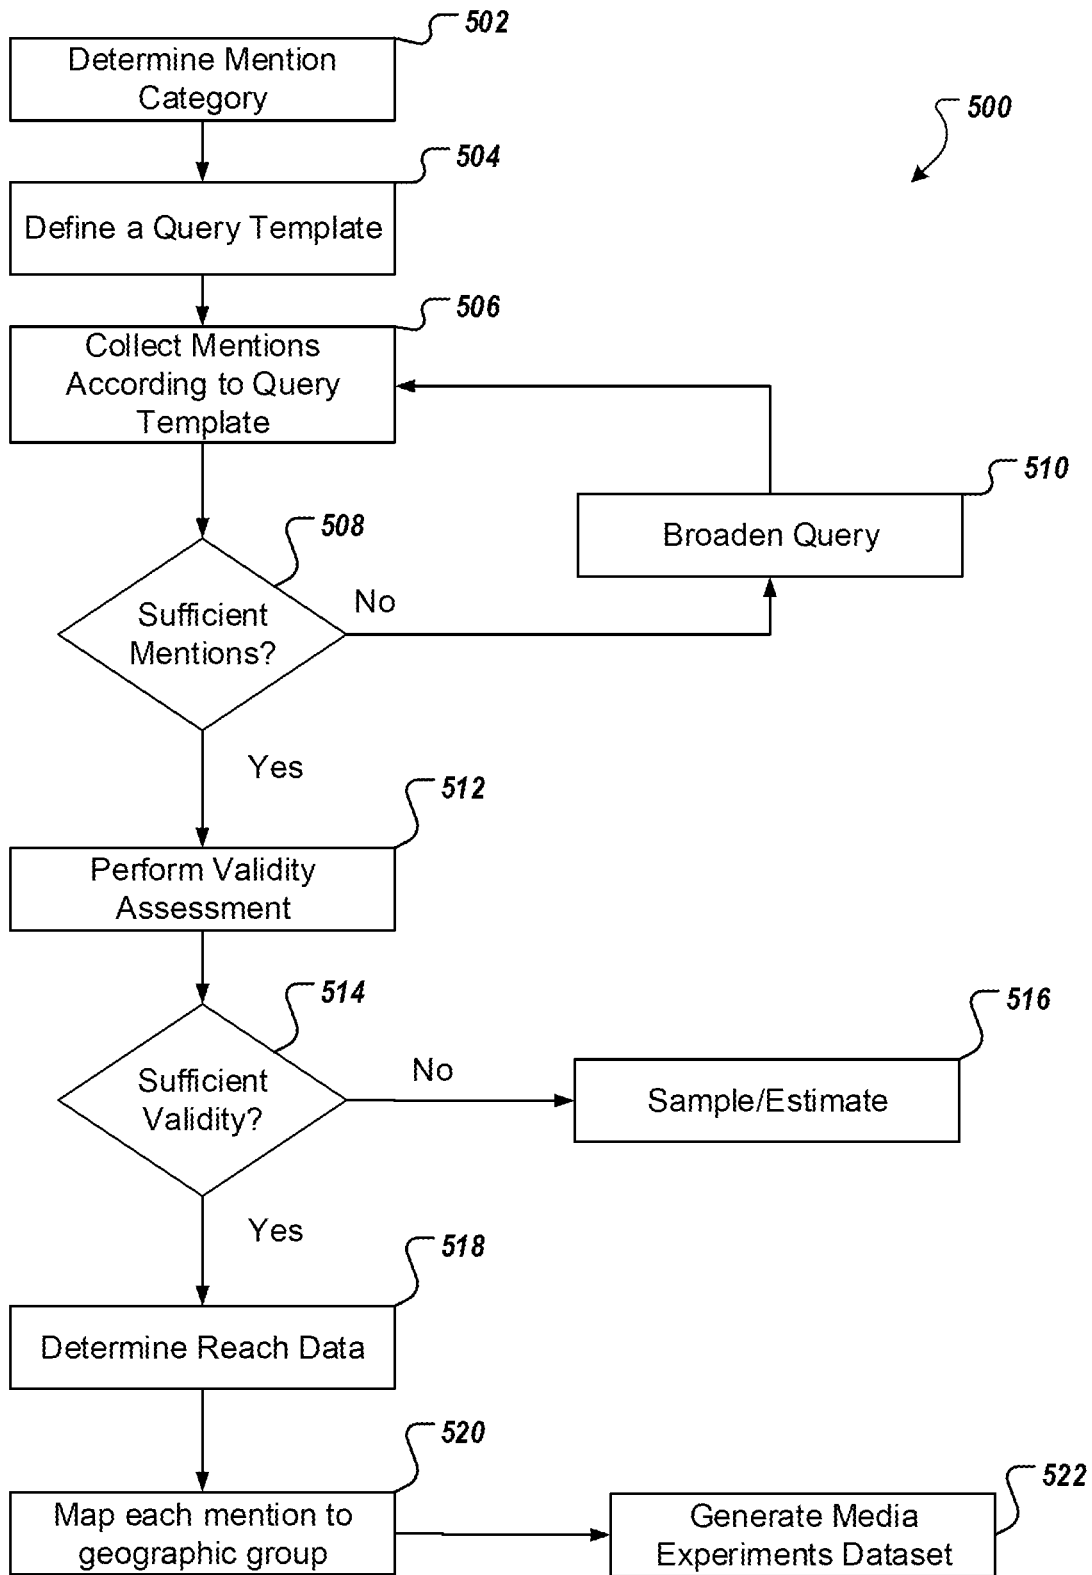 502
Determine Mention
Category
500
504
Define a Query Template
506
Collect Mentions
According to Query
Template
510
Broaden Query
508
Sufficient
Mentions?
No
Yes
512
Perform Validity
Assessment
514
Sufficient
Validity?
No
516
Sample/Estimate
Yes
518
Determine Reach Data
520
Map each mention to
geographic group
522
Generate Media
Experiments Dataset